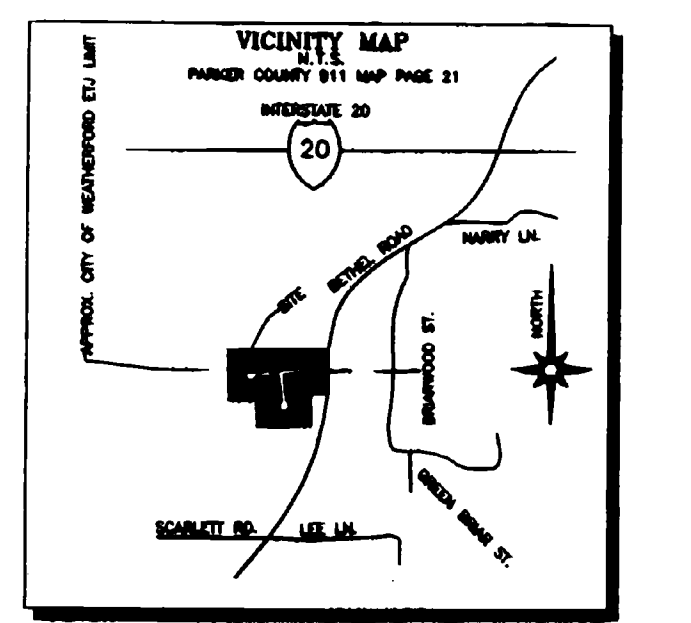 VICINITY MAP
N.T.S.
PARKER COUNTY 911 MAP PAGE 21
INTERSTATE 20
20
APPROX. CITY OF WEATHERFORD ETJ LIMIT
BETHEL ROAD
HARRY LN.
SITE
BRIARWOOD ST.
NORTH
GREEN BRIAR ST.
SCARLETT RD.
LEE LN.